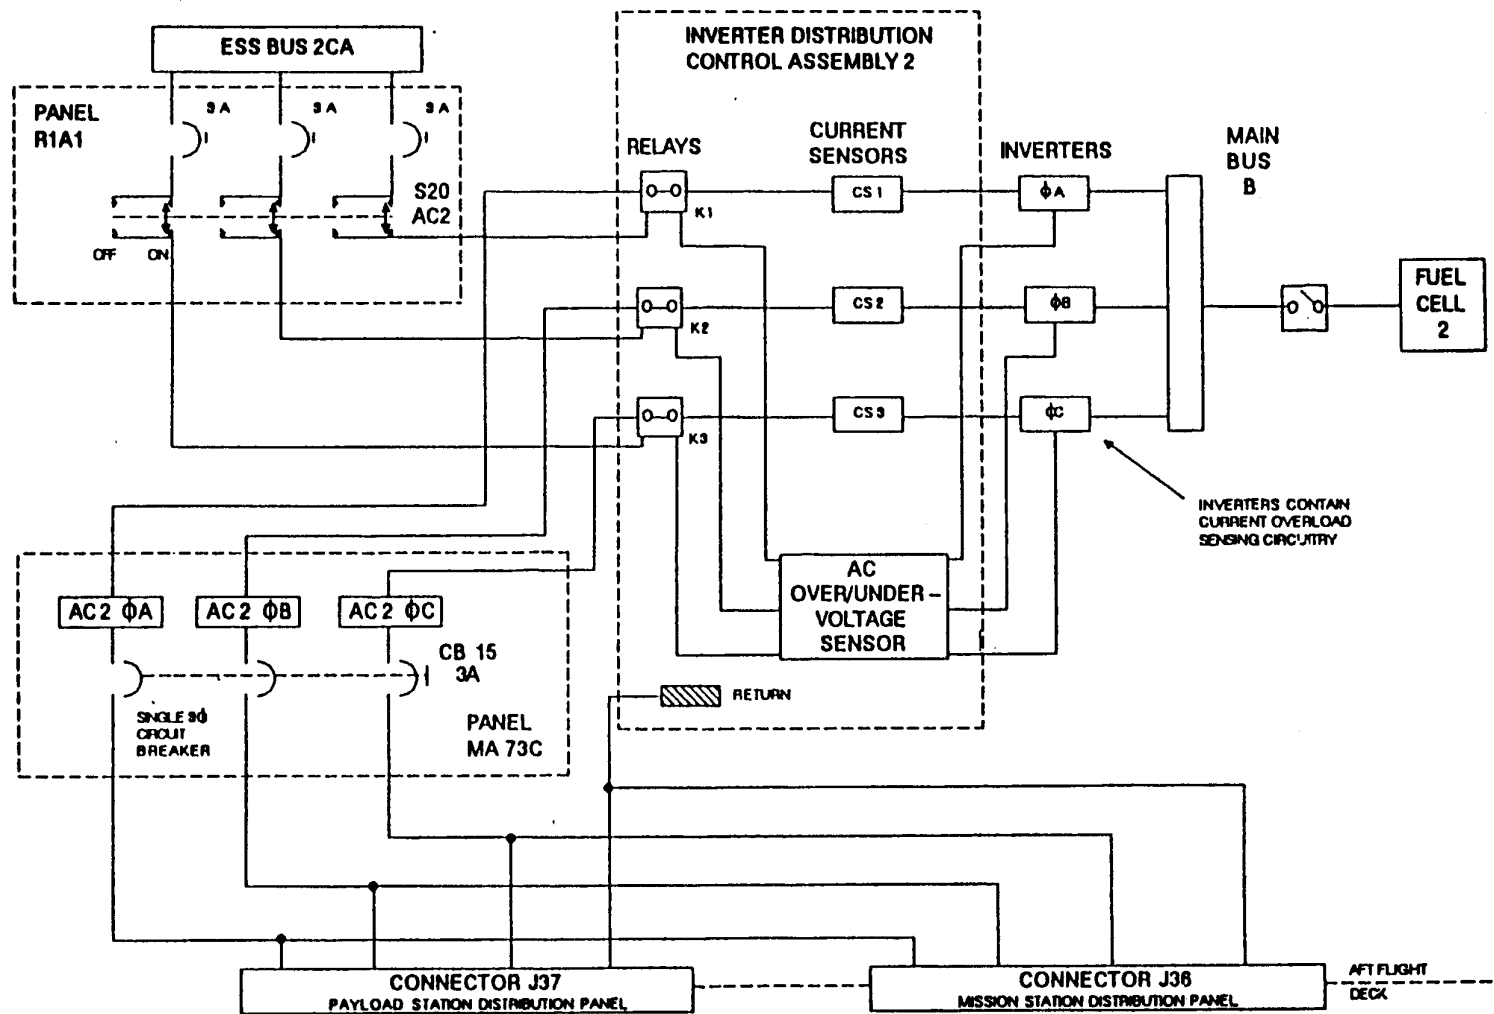 ESS BUS 2CA
PANEL
R1A1
3 A
3 A
3 A
S20
AC2
OFF
ON
INVERTER DISTRIBUTION
CONTROL ASSEMBLY 2
RELAYS
CURRENT
SENSORS
INVERTERS
MAIN
BUS
B
K1
CS 1
ϕA
K2
CS 2
ϕB
K3
CS 3
ϕC
FUEL
CELL
2
INVERTERS CONTAIN
CURRENT OVERLOAD
SENSING CIRCUITRY
AC
OVER/UNDER –
VOLTAGE
SENSOR
RETURN
AC 2 ϕA
AC 2 ϕB
AC 2 ϕC
CB 15
3A
SINGLE 3ϕ
CIRCUIT
BREAKER
PANEL
MA 73C
CONNECTOR J37
PAYLOAD STATION DISTRIBUTION PANEL
CONNECTOR J36
MISSION STATION DISTRIBUTION PANEL
AFT FLIGHT
DECK